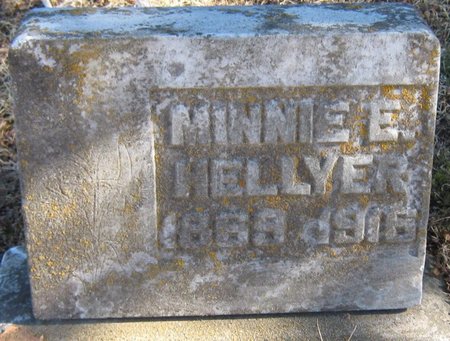 MINNIE E.
HELLYER
1868 - 1916